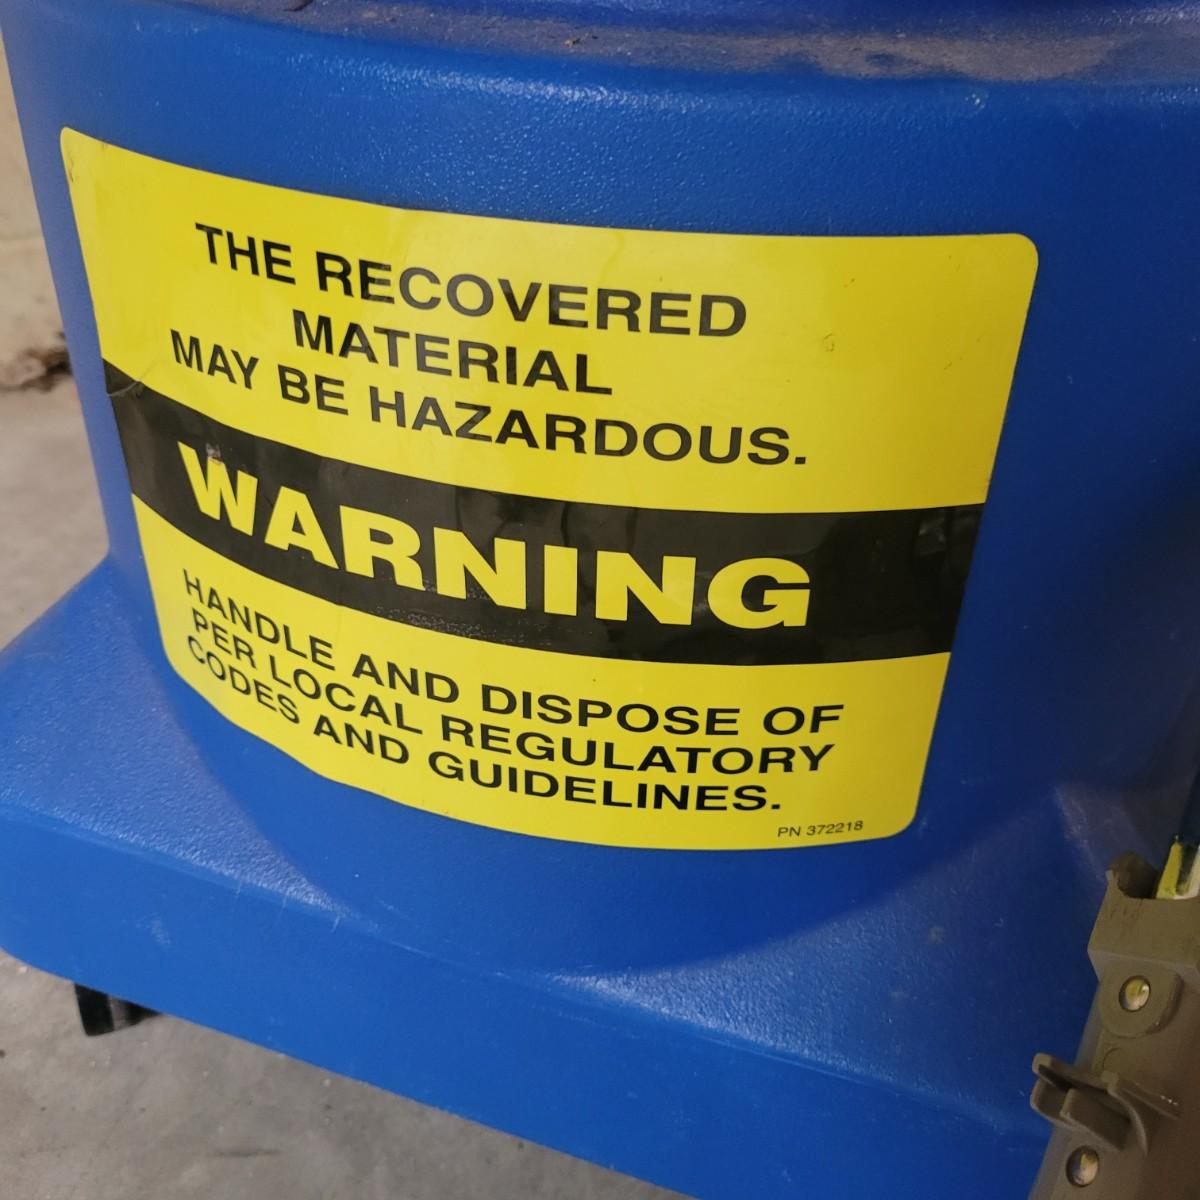 THE RECOVERED
MATERIAL
MAY BE HAZARDOUS.
WARNING
HANDLE AND DISPOSE OF
PER LOCAL REGULATORY
CODES AND GUIDELINES.
PN 372218